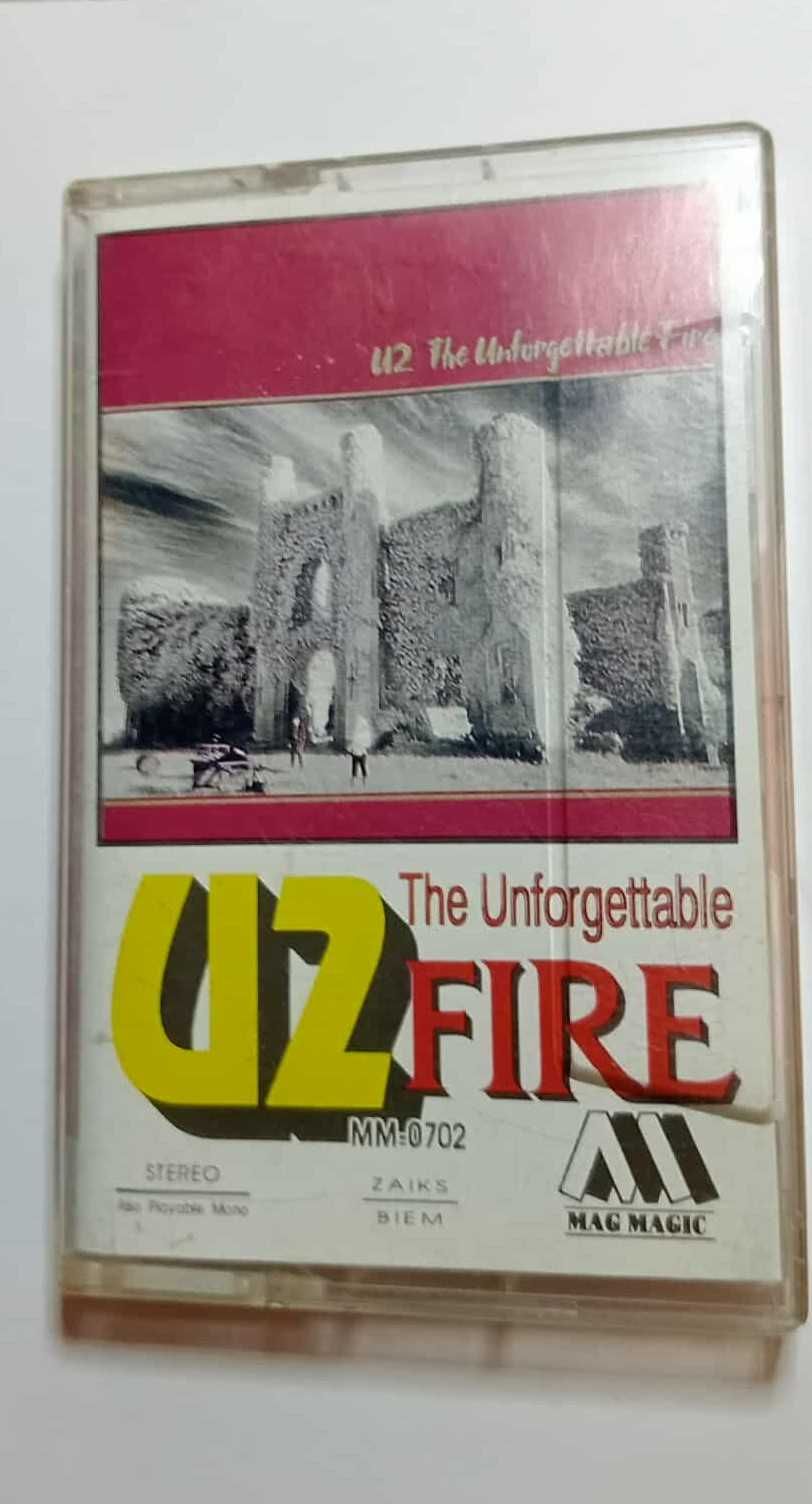 U2 The Unforgettable Fire
U2
The Unforgettable
FIRE
MM-0702
STEREO
Also Playable Mono
ZAIKS
BIEM
MAG MAGIC